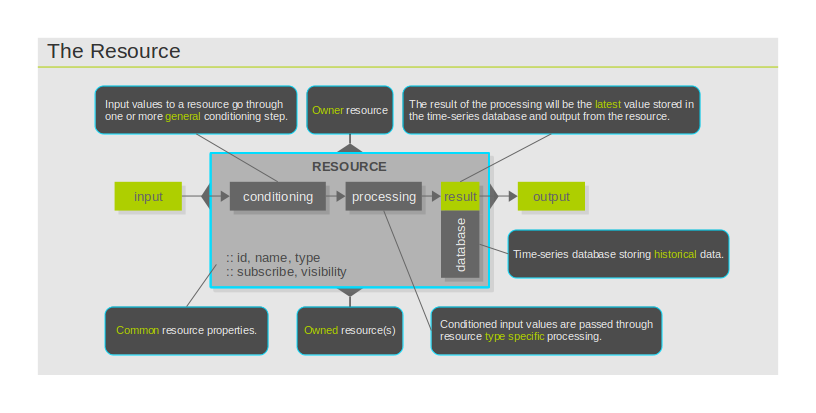 The Resource
Input values to a resource go through
one or more general conditioning step.
Owner resource
The result of the processing will be the latest value stored in
the time-series database and output from the resource.
RESOURCE
input
conditioning
processing
result
output
database
:: id, name, type
:: subscribe, visibility
Time-series database storing historical data.
Common resource properties.
Owned resource(s)
Conditioned input values are passed through
resource type specific processing.